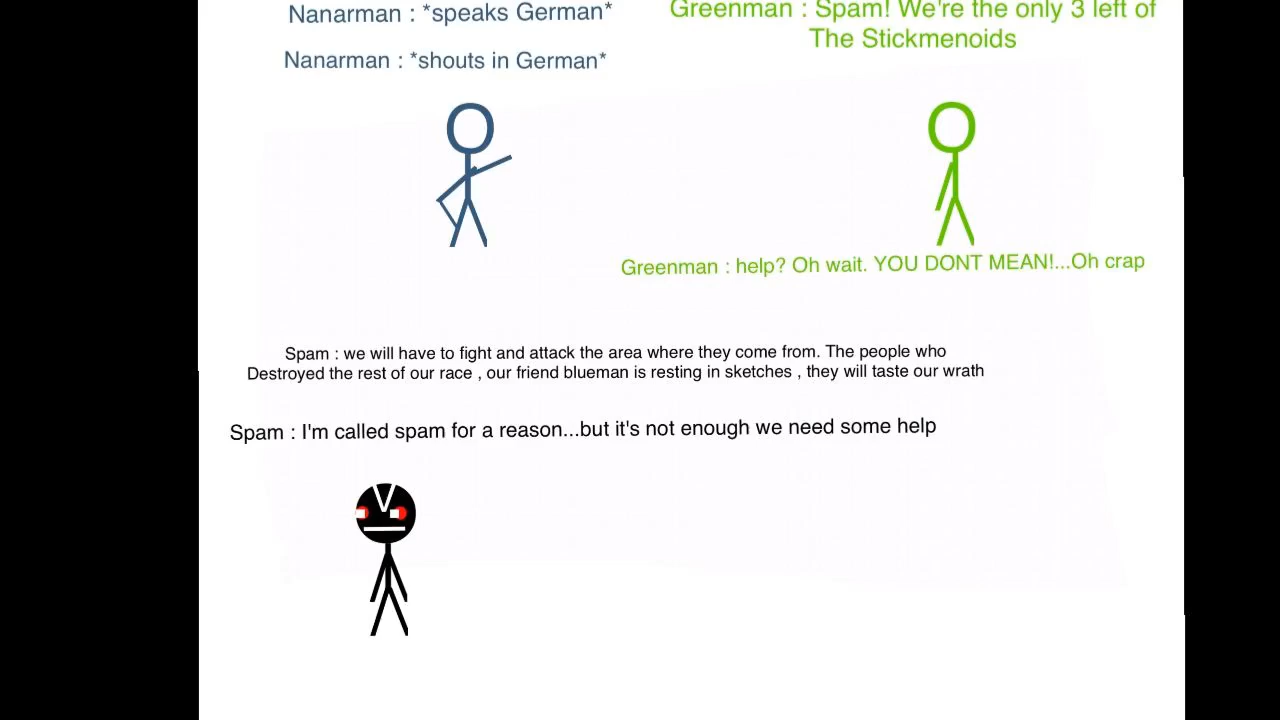 Nanarman : *speaks German*
Greenman : Spam! We're the only 3 left of
The Stickmenoids
Nanarman : *shouts in German*
Greenman : help? Oh wait. YOU DONT MEAN!...Oh crap
Spam : we will have to fight and attack the area where they come from. The people who
Destroyed the rest of our race , our friend blueman is resting in sketches , they will taste our wrath
Spam : I'm called spam for a reason...but it's not enough we need some help